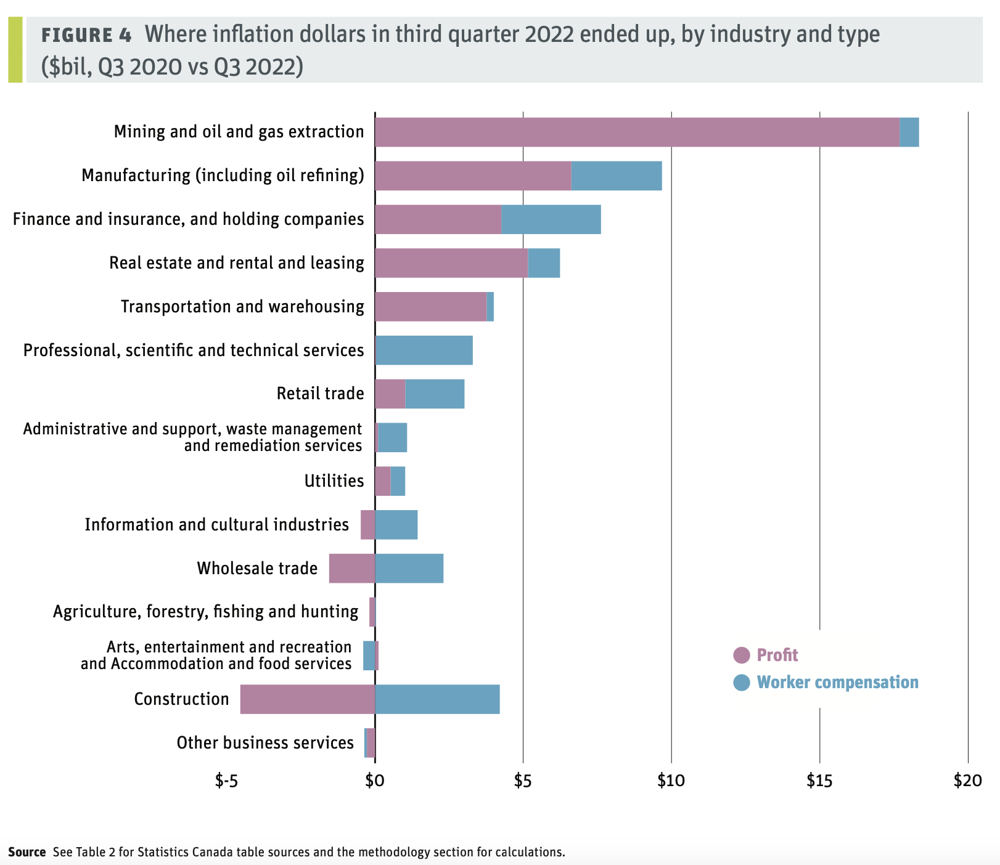 FIGURE 4 Where inflation dollars in third quarter 2022 ended up, by industry and type
($bil, Q3 2020 vs Q3 2022)
Mining and oil and gas extraction
Manufacturing (including oil refining)
Finance and insurance, and holding companies
Real estate and rental and leasing
Transportation and warehousing
Professional, scientific and technical services
Retail trade
Administrative and support, waste management
and remediation services
Utilities
Information and cultural industries
Wholesale trade
Agriculture, forestry, fishing and hunting
Arts, entertainment and recreation
and Accommodation and food services
Construction
Other business services
Profit
Worker compensation
$-5 $0 $5 $10 $15 $20
Source See Table 2 for Statistics Canada table sources and the methodology section for calculations.